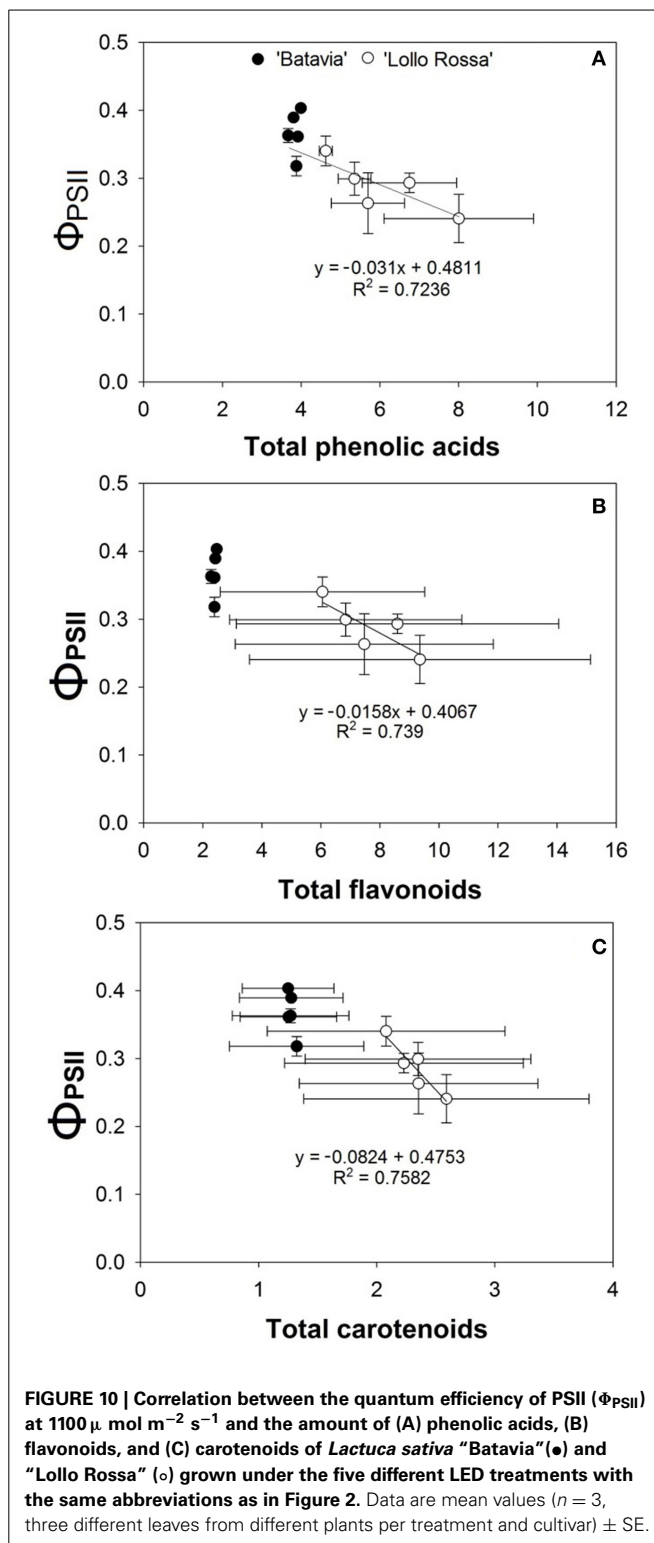 0.5
● 'Batavia' ○ 'Lollo Rossa' A
0.4
0.3
ΦPSII
0.2
y = -0.031x + 0.4811
R² = 0.7236
0.1
0.0
0 2 4 6 8 10 12
Total phenolic acids
0.5
B
0.4
0.3
ΦPSII
0.2
y = -0.0158x + 0.4067
R² = 0.739
0.1
0.0
0 2 4 6 8 10 12 14 16
Total flavonoids
0.5
C
0.4
0.3
ΦPSII
0.2
y = -0.0824 + 0.4753
R² = 0.7582
0.1
0.0
0 1 2 3 4
Total carotenoids
FIGURE 10 | Correlation between the quantum efficiency of PSII (ΦPSII)
at 1100 μ mol m⁻² s⁻¹ and the amount of (A) phenolic acids, (B)
flavonoids, and (C) carotenoids of Lactuca sativa “Batavia”(●) and
“Lollo Rossa” (○) grown under the five different LED treatments with
the same abbreviations as in Figure 2. Data are mean values (n = 3,
three different leaves from different plants per treatment and cultivar) ± SE.